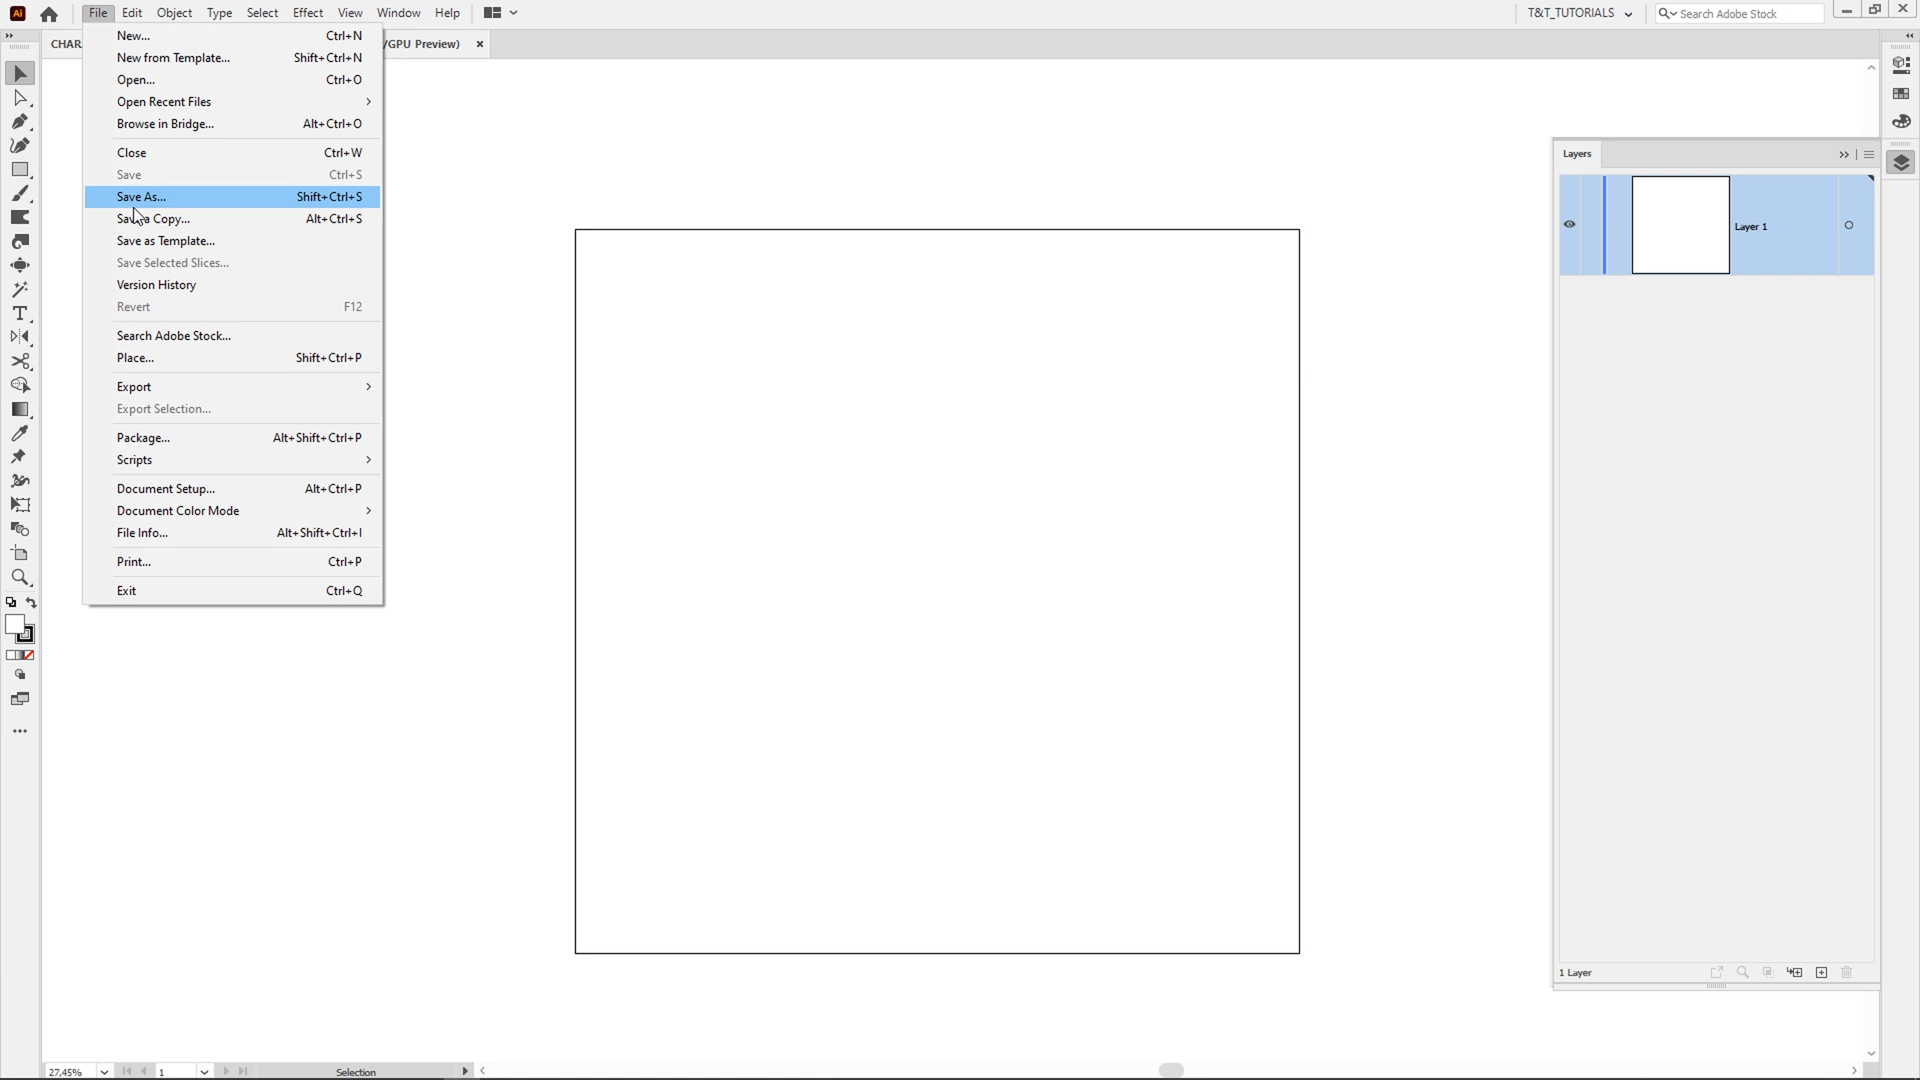 Ai File Edit Object Type Select Effect View Window Help T&T_TUTORIALS Search Adobe Stock
CHAR /GPU Preview) ×
New... Ctrl+N
New from Template... Shift+Ctrl+N
Open... Ctrl+O
Open Recent Files
Browse in Bridge... Alt+Ctrl+O
Close Ctrl+W
Save Ctrl+S
Save As... Shift+Ctrl+S
Save a Copy... Alt+Ctrl+S
Save as Template...
Save Selected Slices...
Version History
Revert F12
Search Adobe Stock...
Place... Shift+Ctrl+P
Export
Export Selection...
Package... Alt+Shift+Ctrl+P
Scripts
Document Setup... Alt+Ctrl+P
Document Color Mode
File Info... Alt+Shift+Ctrl+I
Print... Ctrl+P
Exit Ctrl+Q
Layers
Layer 1
1 Layer
27,45% 1 Selection